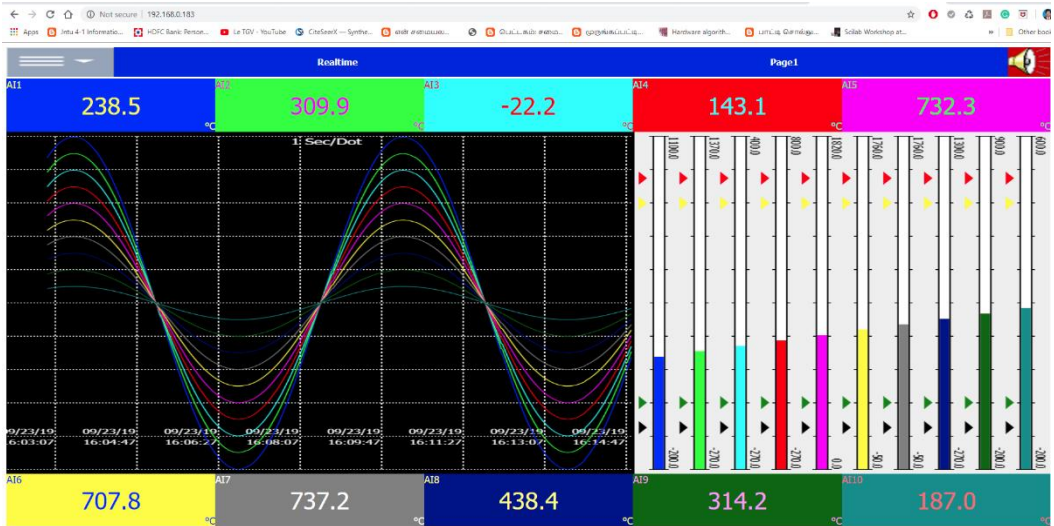 Not secure | 192.168.0.183
Apps
Jntu 4-1 Informatio...
HDFC Bank: Person...
Le TGV - YouTube
CiteSeerX — Synthe...
Hardware algorith...
Scilab Workshop at...
Other book
Realtime
Page1
AI1
238.5
°C
AI2
309.9
°C
AI3
-22.2
°C
AI4
143.1
°C
AI5
732.3
°C
1 Sec/Dot
1100.0
1370.0
400.0
800.0
1820.0
1760.0
1760.0
1300.0
900.0
600.0
-200.0
-270.0
-270.0
-270.0
0.0
-50.0
-50.0
-270.0
-200.0
-200.0
09/23/19
09/23/19
09/23/19
09/23/19
09/23/19
09/23/19
09/23/19
09/23/19
16:03:07
16:04:47
16:06:27
16:08:07
16:09:47
16:11:27
16:13:07
16:14:47
AI6
707.8
°C
AI7
737.2
°C
AI8
438.4
°C
AI9
314.2
°C
AI10
187.0
°C